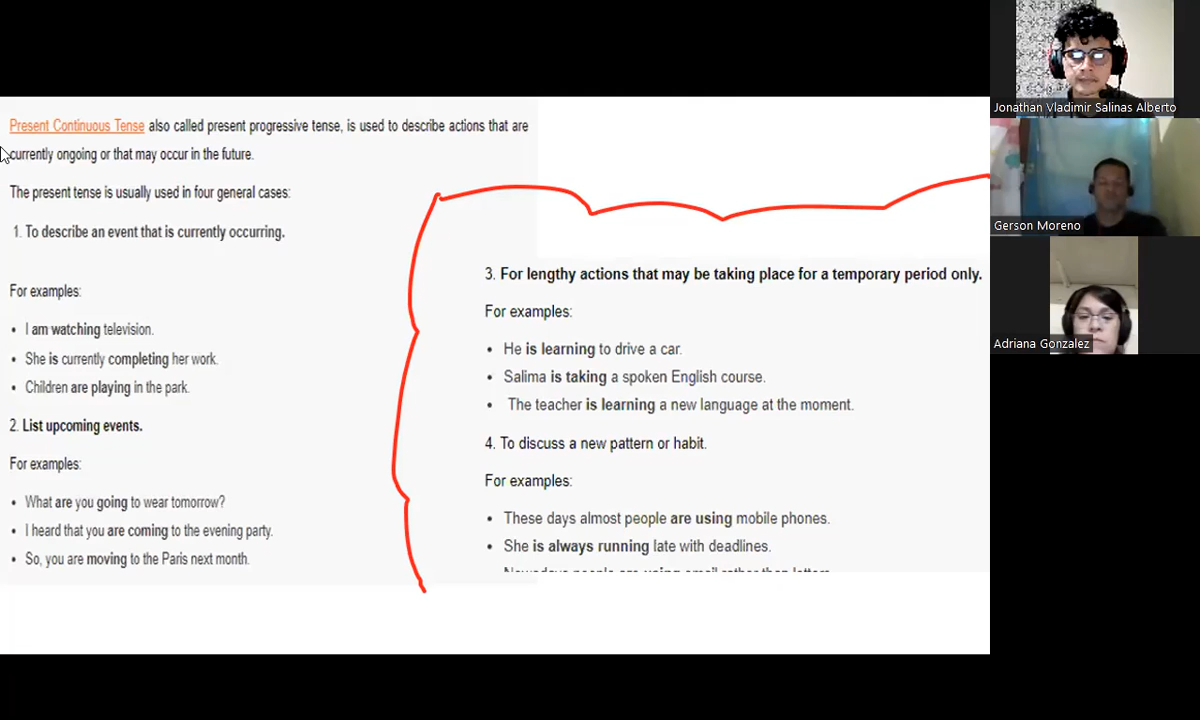 Present Continuous Tense also called present progressive tense, is used to describe actions that are
currently ongoing or that may occur in the future.
The present tense is usually used in four general cases:
1. To describe an event that is currently occurring.
For examples:
• I am watching television.
• She is currently completing her work.
• Children are playing in the park.
2. List upcoming events.
For examples:
• What are you going to wear tomorrow?
• I heard that you are coming to the evening party.
• So, you are moving to the Paris next month.
3. For lengthy actions that may be taking place for a temporary period only.
For examples:
• He is learning to drive a car.
• Salima is taking a spoken English course.
• The teacher is learning a new language at the moment.
4. To discuss a new pattern or habit.
For examples:
• These days almost people are using mobile phones.
• She is always running late with deadlines.
Nowadays people are using email rather than letters
Jonathan Vladimir Salinas Alberto
Gerson Moreno
Adriana Gonzalez